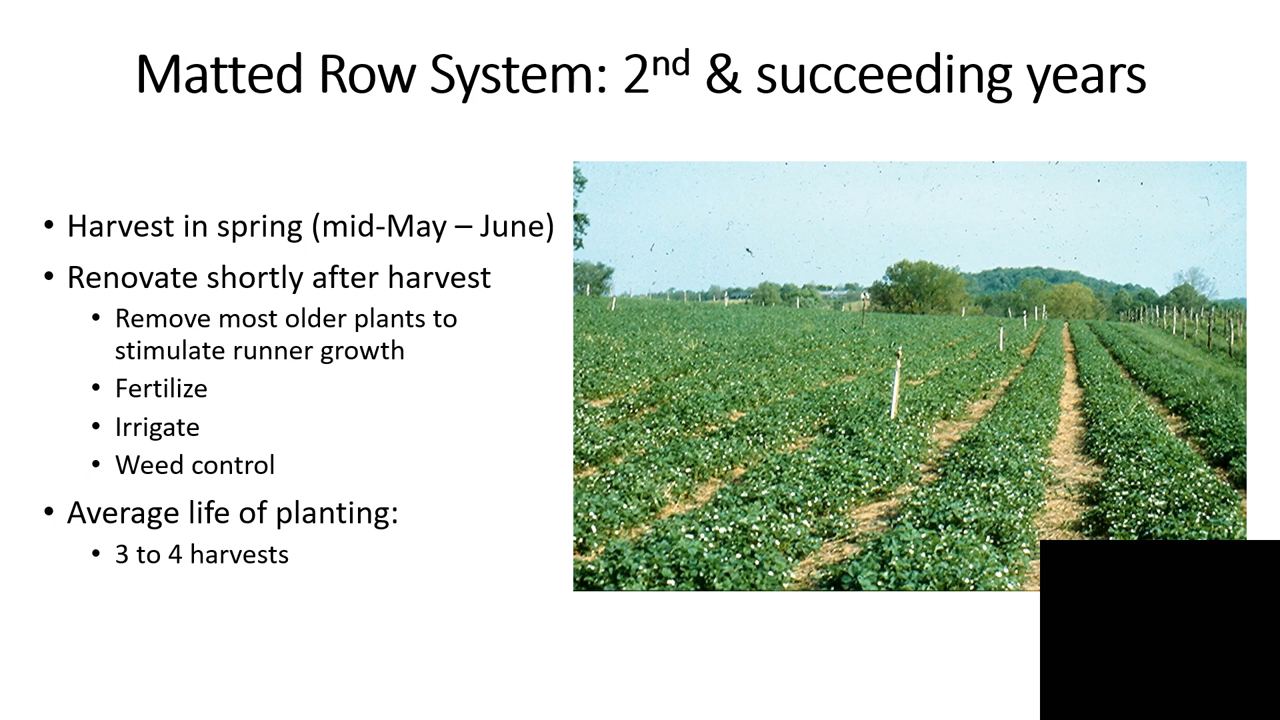 Matted Row System: 2nd & succeeding years
• Harvest in spring (mid-May – June)
• Renovate shortly after harvest
• Remove most older plants to
stimulate runner growth
• Fertilize
• Irrigate
• Weed control
• Average life of planting:
• 3 to 4 harvests